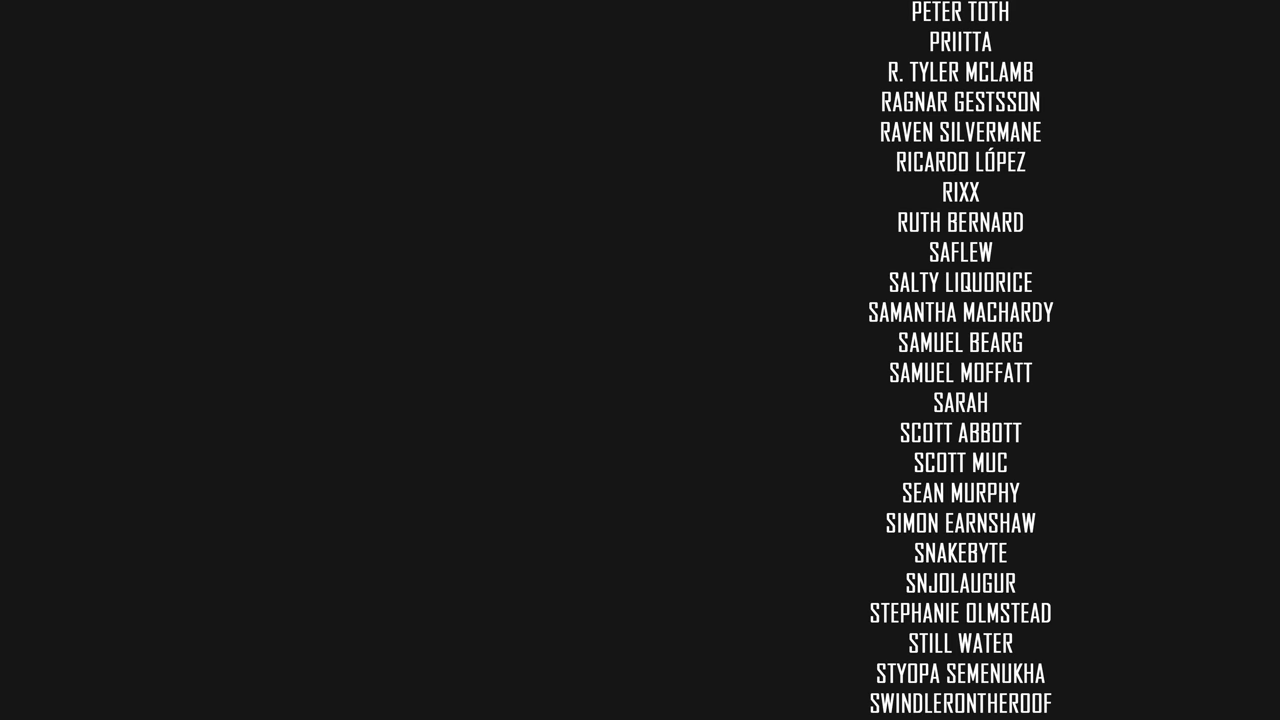 PETER TOTH
PRIITTA
R. TYLER MCLAMB
RAGNAR GESTSSON
RAVEN SILVERMANE
RICARDO LÓPEZ
RIXX
RUTH BERNARD
SAFLEW
SALTY LIQUORICE
SAMANTHA MACHARDY
SAMUEL BEARG
SAMUEL MOFFATT
SARAH
SCOTT ABBOTT
SCOTT MUC
SEAN MURPHY
SIMON EARNSHAW
SNAKEBYTE
SNJOLAUGUR
STEPHANIE OLMSTEAD
STILL WATER
STYOPA SEMENUKHA
SWINDLERONTHEROOF